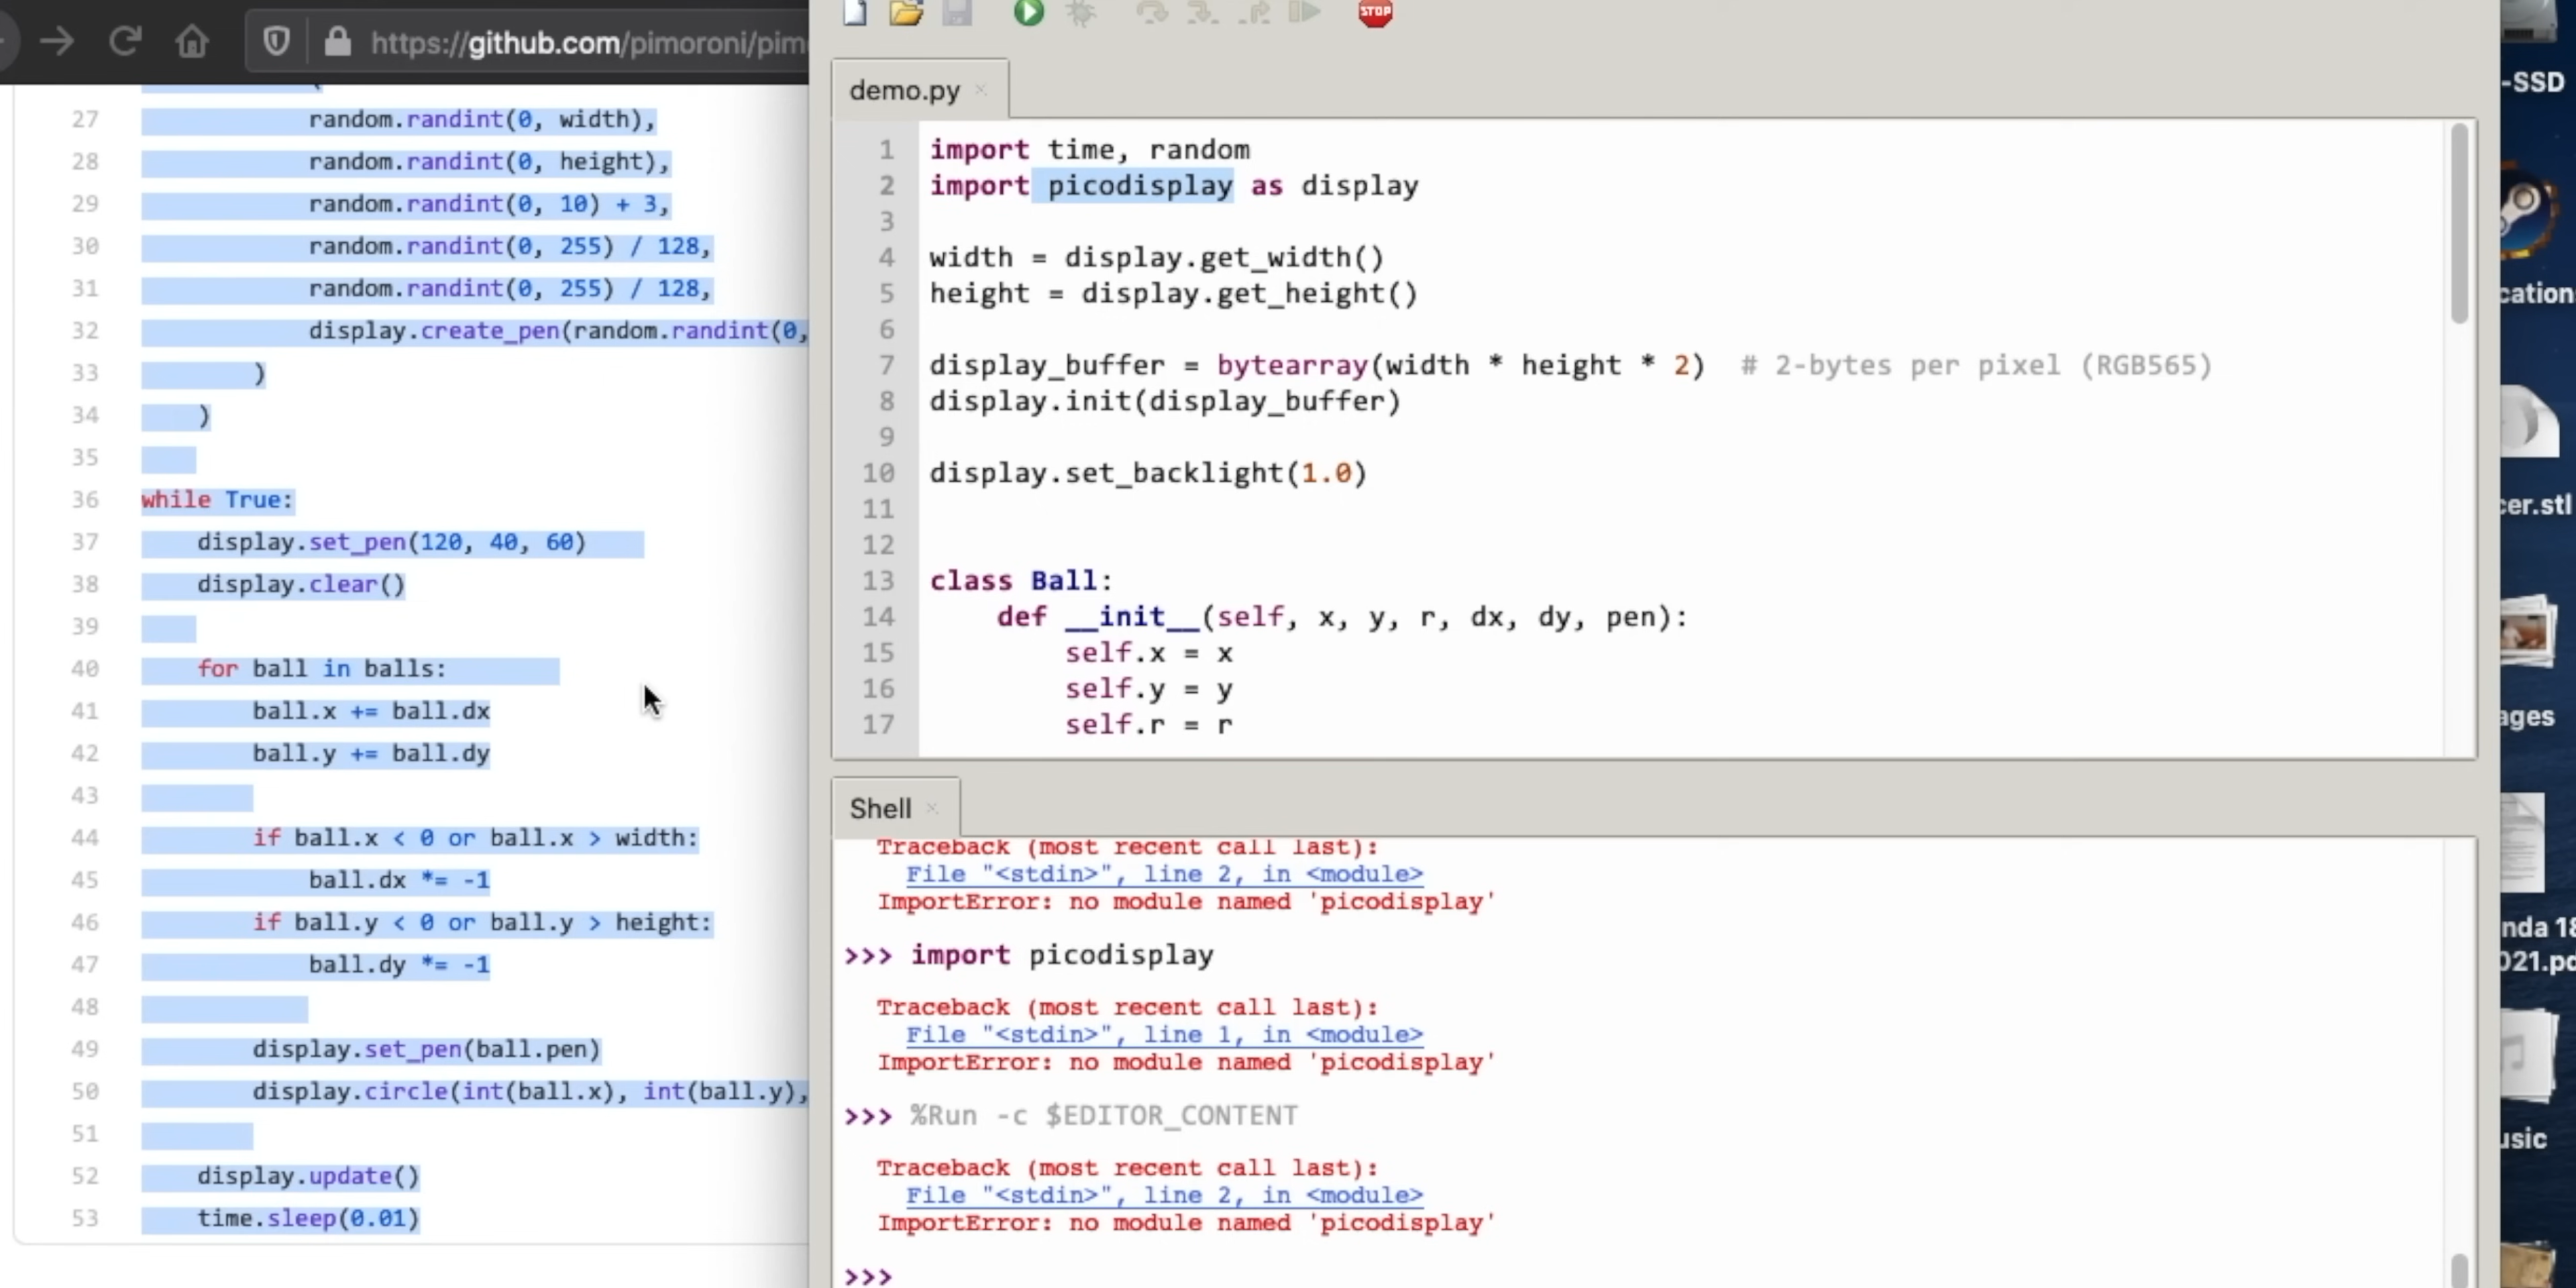 https://github.com/pimoroni/pim
27 random.randint(0, width),
28 random.randint(0, height),
29 random.randint(0, 10) + 3,
30 random.randint(0, 255) / 128,
31 random.randint(0, 255) / 128,
32 display.create_pen(random.randint(0,
33 )
34 )
35
36 while True:
37 display.set_pen(120, 40, 60)
38 display.clear()
39
40 for ball in balls:
41 ball.x += ball.dx
42 ball.y += ball.dy
43
44 if ball.x < 0 or ball.x > width:
45 ball.dx *= -1
46 if ball.y < 0 or ball.y > height:
47 ball.dy *= -1
48
49 display.set_pen(ball.pen)
50 display.circle(int(ball.x), int(ball.y),
51
52 display.update()
53 time.sleep(0.01)
STOP
demo.py
1 import time, random
2 import picodisplay as display
3
4 width = display.get_width()
5 height = display.get_height()
6
7 display_buffer = bytearray(width * height * 2)  # 2-bytes per pixel (RGB565)
8 display.init(display_buffer)
9
10 display.set_backlight(1.0)
11
12
13 class Ball:
14 def __init__(self, x, y, r, dx, dy, pen):
15 self.x = x
16 self.y = y
17 self.r = r
Shell
Traceback (most recent call last):
File "<stdin>", line 2, in <module>
ImportError: no module named 'picodisplay'
>>> import picodisplay
Traceback (most recent call last):
File "<stdin>", line 1, in <module>
ImportError: no module named 'picodisplay'
>>> %Run -c $EDITOR_CONTENT
Traceback (most recent call last):
File "<stdin>", line 2, in <module>
ImportError: no module named 'picodisplay'
>>>
-SSD
cation
cer.stl
ages
nda 18
021.pd
usic